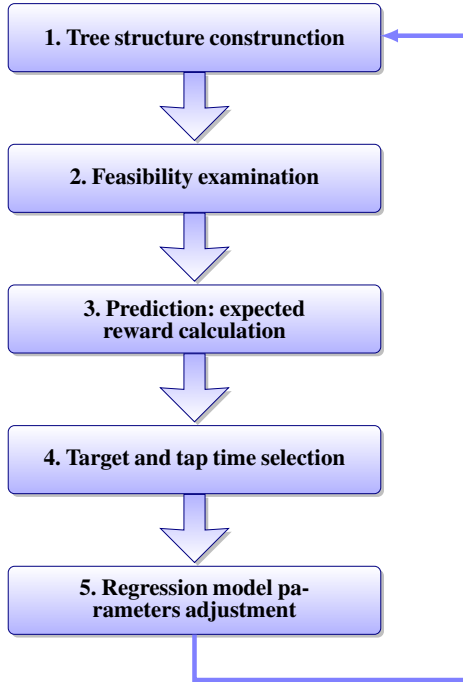 1. Tree structure construnction
2. Feasibility examination
3. Prediction: expected
reward calculation
4. Target and tap time selection
5. Regression model pa-
rameters adjustment